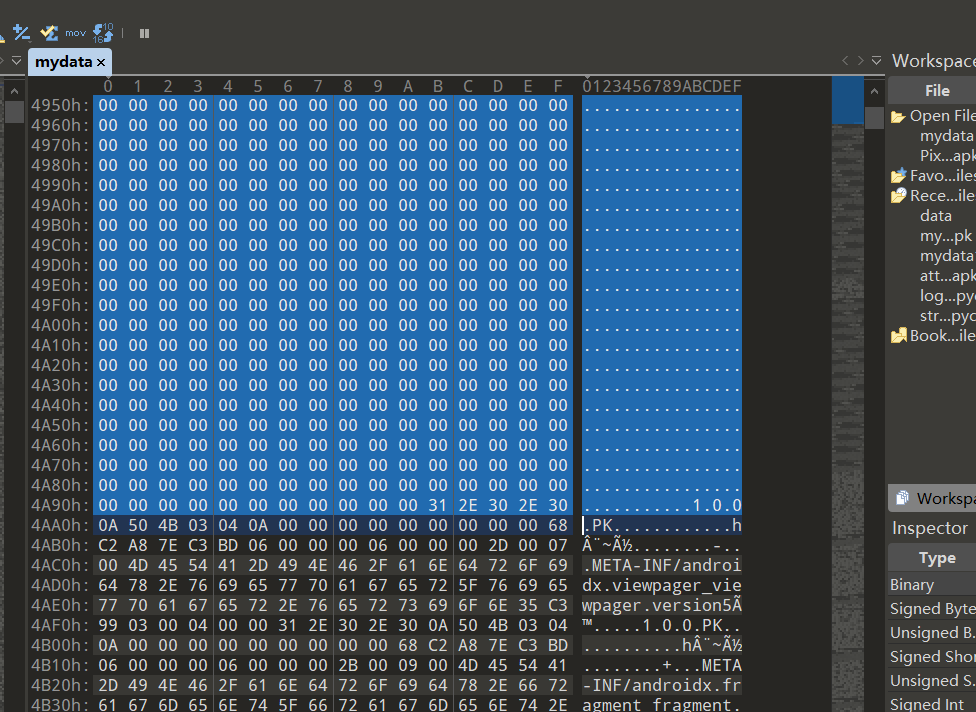 mov
10
16
mydata ×
0 1 2 3 4 5 6 7 8 9 A B C D E F 0123456789ABCDEF
4950h: 00 00 00 00 00 00 00 00 00 00 00 00 00 00 00 00 ................
4960h: 00 00 00 00 00 00 00 00 00 00 00 00 00 00 00 00 ................
4970h: 00 00 00 00 00 00 00 00 00 00 00 00 00 00 00 00 ................
4980h: 00 00 00 00 00 00 00 00 00 00 00 00 00 00 00 00 ................
4990h: 00 00 00 00 00 00 00 00 00 00 00 00 00 00 00 00 ................
49A0h: 00 00 00 00 00 00 00 00 00 00 00 00 00 00 00 00 ................
49B0h: 00 00 00 00 00 00 00 00 00 00 00 00 00 00 00 00 ................
49C0h: 00 00 00 00 00 00 00 00 00 00 00 00 00 00 00 00 ................
49D0h: 00 00 00 00 00 00 00 00 00 00 00 00 00 00 00 00 ................
49E0h: 00 00 00 00 00 00 00 00 00 00 00 00 00 00 00 00 ................
49F0h: 00 00 00 00 00 00 00 00 00 00 00 00 00 00 00 00 ................
4A00h: 00 00 00 00 00 00 00 00 00 00 00 00 00 00 00 00 ................
4A10h: 00 00 00 00 00 00 00 00 00 00 00 00 00 00 00 00 ................
4A20h: 00 00 00 00 00 00 00 00 00 00 00 00 00 00 00 00 ................
4A30h: 00 00 00 00 00 00 00 00 00 00 00 00 00 00 00 00 ................
4A40h: 00 00 00 00 00 00 00 00 00 00 00 00 00 00 00 00 ................
4A50h: 00 00 00 00 00 00 00 00 00 00 00 00 00 00 00 00 ................
4A60h: 00 00 00 00 00 00 00 00 00 00 00 00 00 00 00 00 ................
4A70h: 00 00 00 00 00 00 00 00 00 00 00 00 00 00 00 00 ................
4A80h: 00 00 00 00 00 00 00 00 00 00 00 00 00 00 00 00 ................
4A90h: 00 00 00 00 00 00 00 00 00 00 00 31 2E 30 2E 30 ...........1.0.0
4AA0h: 0A 50 4B 03 04 0A 00 00 00 00 00 00 00 00 00 68 .PK............h
4AB0h: C2 A8 7E C3 BD 06 00 00 00 06 00 00 00 2D 00 07 Â¨~Ã½........-..
4AC0h: 00 4D 45 54 41 2D 49 4E 46 2F 61 6E 64 72 6F 69 .META-INF/androi
4AD0h: 64 78 2E 76 69 65 77 70 61 67 65 72 5F 76 69 65 dx.viewpager_vie
4AE0h: 77 70 61 67 65 72 2E 76 65 72 73 69 6F 6E 35 C3 wpager.version5Ã
4AF0h: 99 03 00 04 00 00 31 2E 30 2E 30 0A 50 4B 03 04 ™.....1.0.0.PK..
4B00h: 0A 00 00 00 00 00 00 00 00 00 68 C2 A8 7E C3 BD ..........hÂ¨~Ã½
4B10h: 06 00 00 00 06 00 00 00 2B 00 09 00 4D 45 54 41 ........+...META
4B20h: 2D 49 4E 46 2F 61 6E 64 72 6F 69 64 78 2E 66 72 -INF/androidx.fr
4B30h: 61 67 6D 65 6E 74 5F 66 72 61 67 6D 65 6E 74 2E agment_fragment.
Workspace
File
Open File
mydata
Pix...apk
Favo...iles
Rece...iles
data
my...pk
mydata
att...apk
log...pyc
str...pyc
Book...iles
Workspa
Inspector
Type
Binary
Signed Byte
Unsigned B.
Signed Shor
Unsigned S.
Signed Int